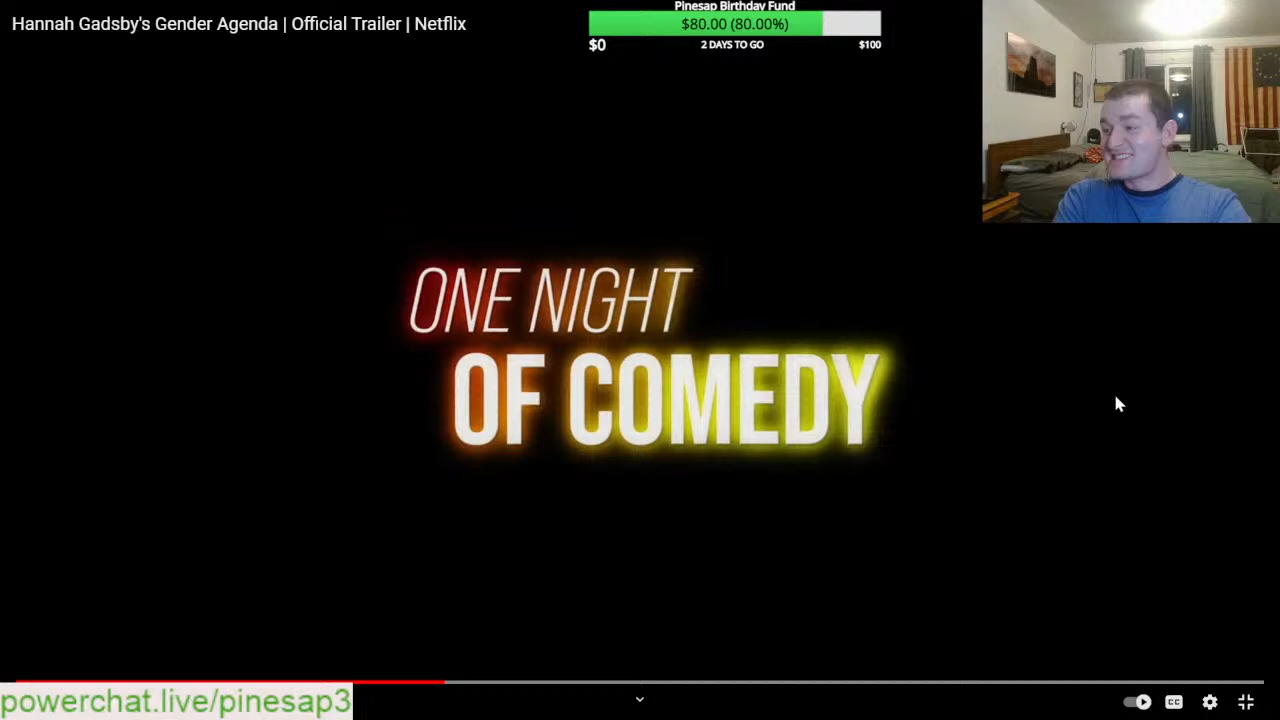 Hannah Gadsby's Gender Agenda | Official Trailer | Netflix
Pinesap Birthday Fund
$80.00 (80.00%)
$0
2 DAYS TO GO
$100
ONE NIGHT
OF COMEDY
powerchat.live/pinesap3
CC